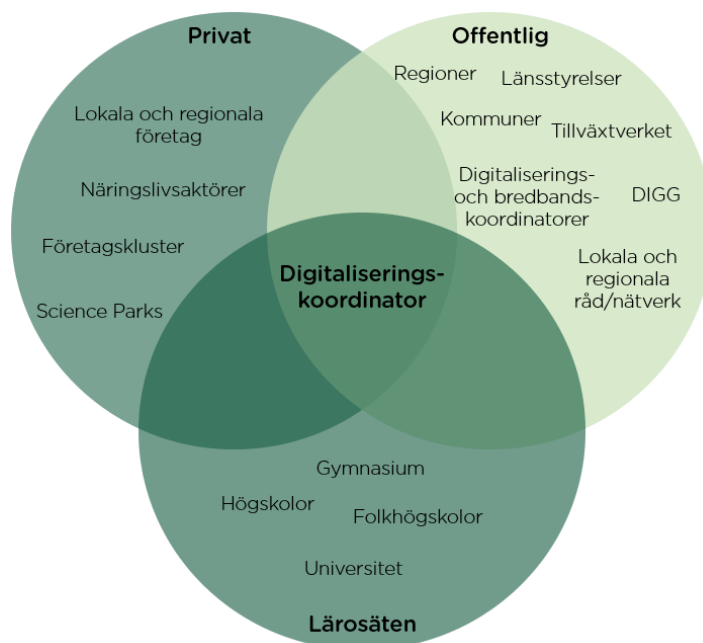 Privat
Lokala och regionala
företag
Näringslivsaktörer
Företagskluster
Science Parks
Offentlig
Regioner
Länsstyrelser
Kommuner
Tillväxtverket
Digitaliserings-
och bredbands-
koordinatorer
DIGG
Lokala och
regionala
råd/nätverk
Digitaliserings-
koordinator
Gymnasium
Högskolor
Folkhögskolor
Universitet
Lärosäten